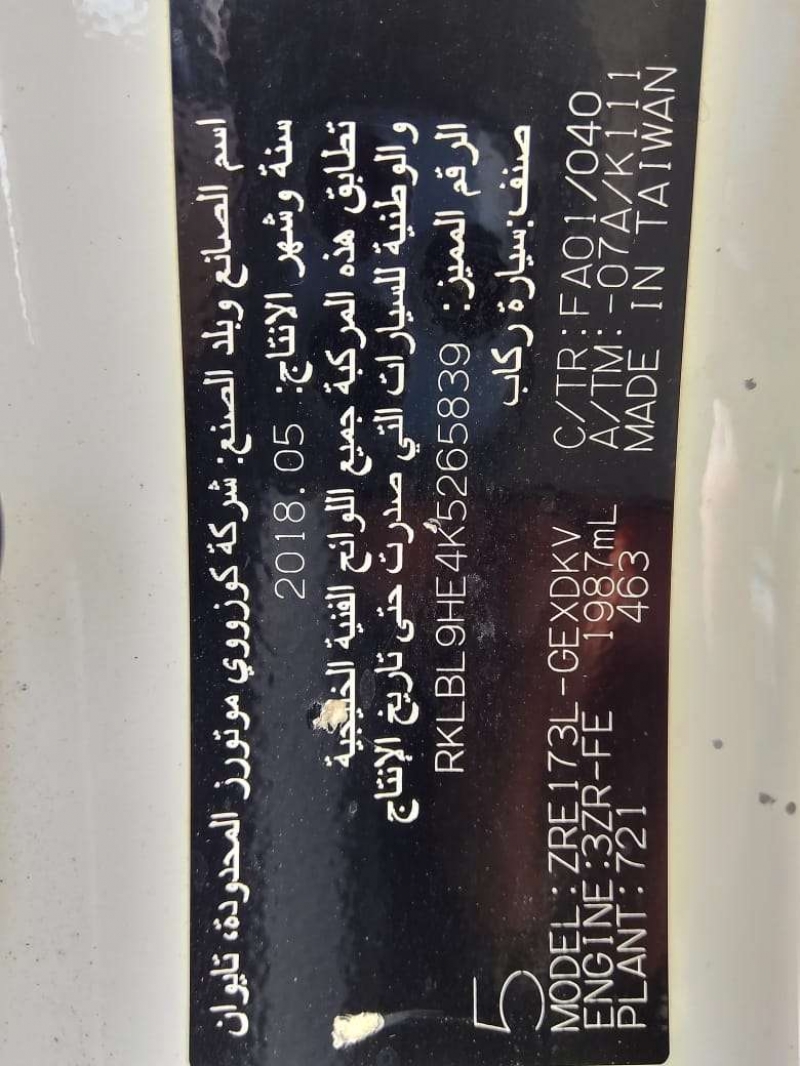 اسم الصانع وبلد الصنع: شركة كوزووي موتورز المحدودة، تايوان
سنة وشهر الانتاج: 2018.05
تطابق هذه المركبة جميع اللوائح الفنية الخليجية
والوطنية للسيارات التي صدرت حتى تاريخ الإنتاج
الرقم المميز: RKLBL9HE4K5265839
صنف:سيارة ركاب
5
MODEL:ZRE173L-GEXDKV C/TR:FA01/040
ENGINE:3ZR-FE 1987mL A/TM:-07A/K111
PLANT:721 463 MADE IN TAIWAN